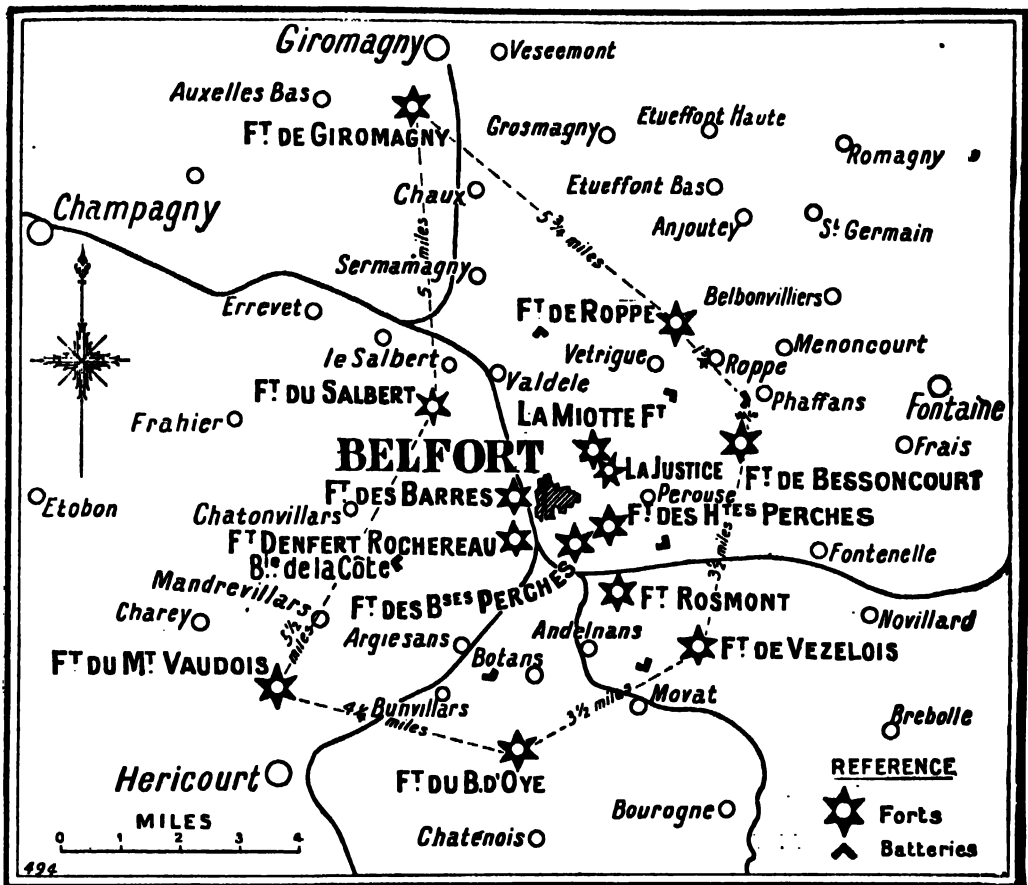 Giromagny
Veseemont
Auxelles Bas
Fᵀ DE GIROMAGNY
Grosmagny
Etueffont Haute
Romagny
Chaux
Etueffont Bas
Champagny
5¾ miles
Anjoutey
Sᵗ Germain
5 miles
Sermamagny
Errevet
Fᵀ DE ROPPE
Belbonvilliers
le Salbert
Vetrigue
Roppe
Menoncourt
Valdele
Fᵀ DU SALBERT
LA MIOTTE Fᵀ
Phaffans
Fontaine
Frahier
BELFORT
LA JUSTICE
Frais
Fᵀ DE BESSONCOURT
Etobon
Fᵀ DES BARRES
Perouse
Chatonvillars
Fᵀ DES Hᵀᴱˢ PERCHES
Fᵀ DENFERT ROCHEREAU
Bⁱᵉ de la Côte
Fontenelle
Mandrevillars
Fᵀ DES Bˢᴱˢ PERCHES
3½ miles
Fᵀ ROSMONT
Charey
5½ miles
Argiesans
Andelnans
Novillard
Fᵀ DU Mᵀ VAUDOIS
Botans
Fᵀ DE VEZELOIS
Bunvillars
miles
3½ miles
Movat
Brebolle
Hericourt
Fᵀ DU B.D'OYE
REFERENCE
Forts
Batteries
MILES
0 1 2 3 4
Chatenois
Bourogne
494